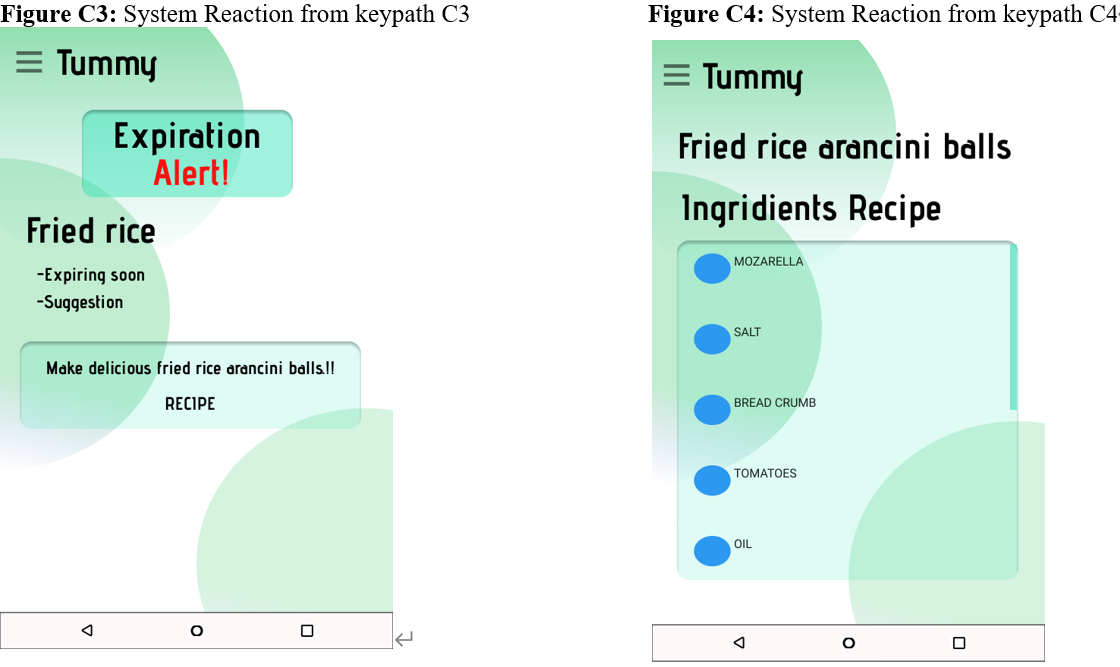 Figure C3: System Reaction from keypath C3
Tummy
Expiration
Alert!
Fried rice
-Expiring soon
-Suggestion
Make delicious fried rice arancini balls.!!
RECIPE
Figure C4: System Reaction from keypath C4
Tummy
Fried rice arancini balls
Ingridients Recipe
MOZARELLA
SALT
BREAD CRUMB
TOMATOES
OIL